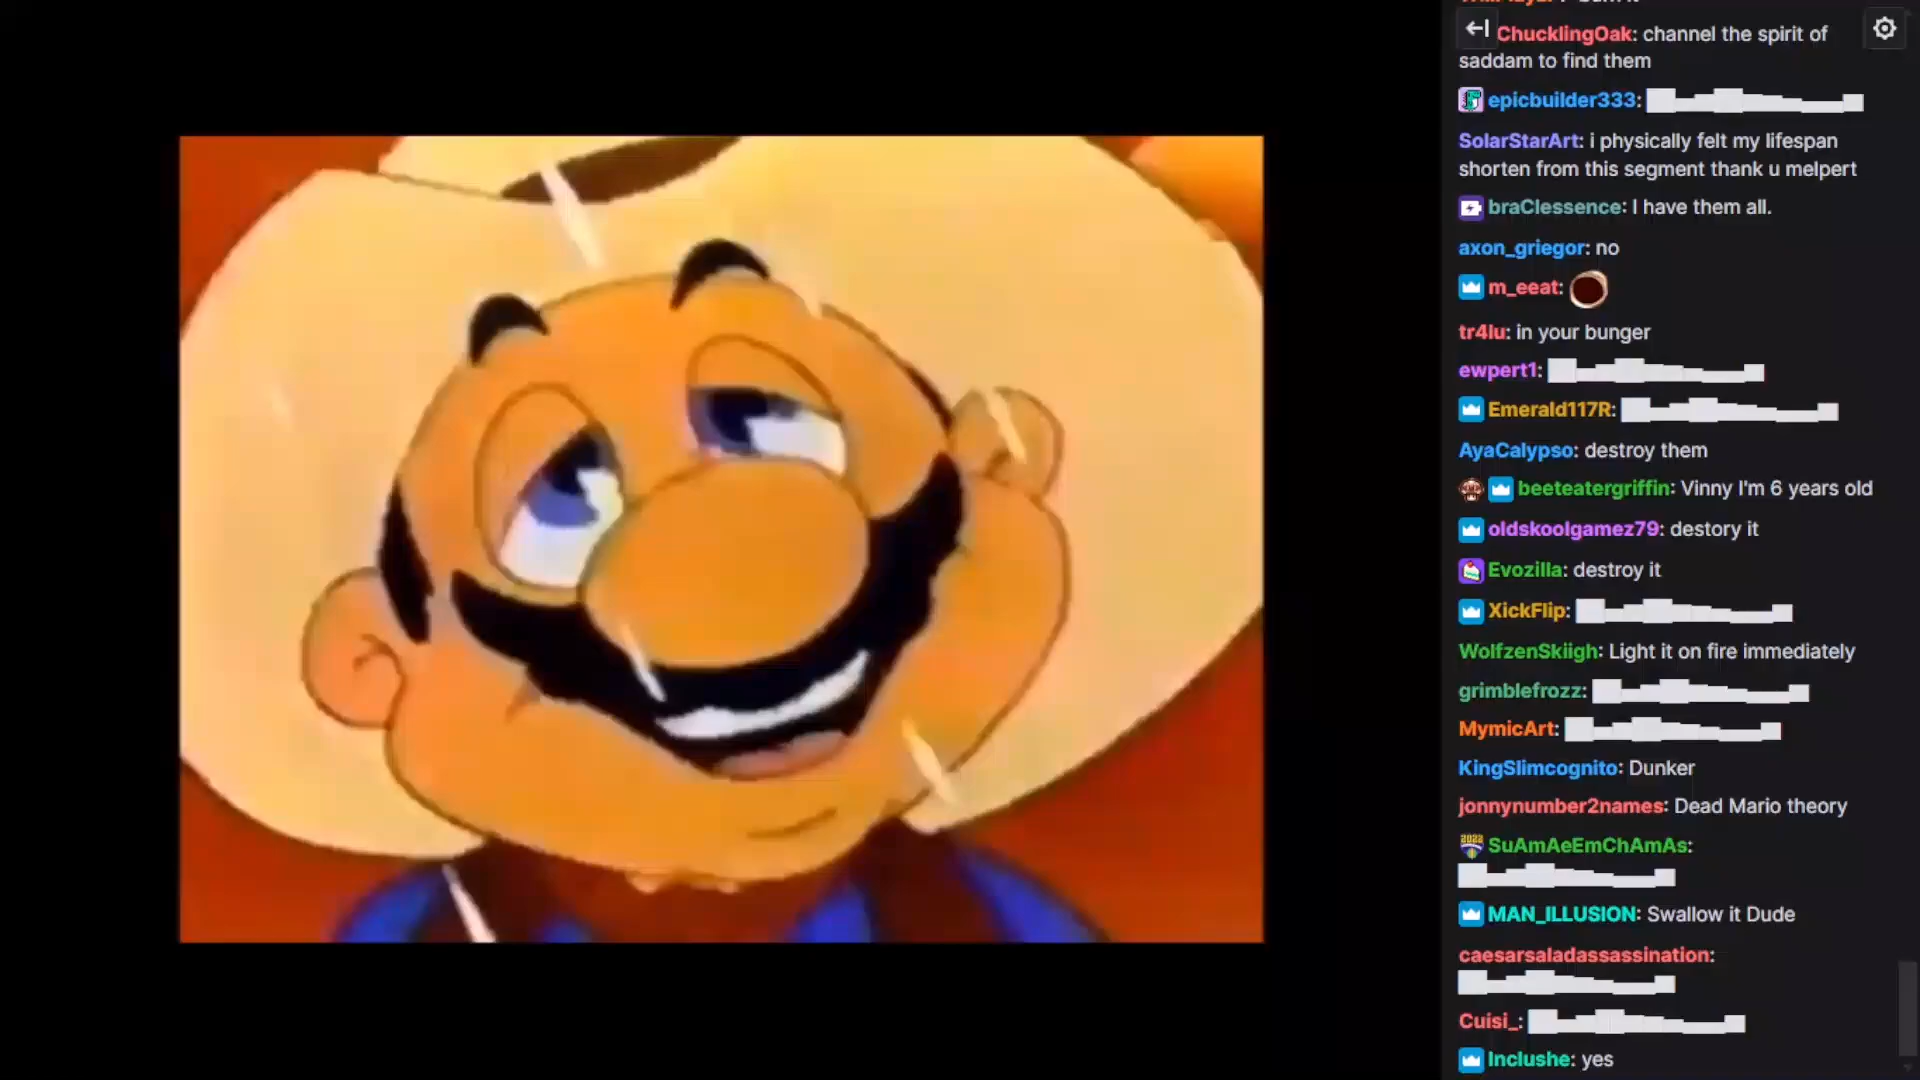 ChucklingOak: channel the spirit of
saddam to find them
epicbuilder333:
SolarStarArt: i physically felt my lifespan
shorten from this segment thank u melpert
braClessence: I have them all.
axon_griegor: no
m_eeat:
tr4lu: in your bunger
ewpert1:
Emerald117R:
AyaCalypso: destroy them
beeteatergriffin: Vinny I'm 6 years old
oldskoolgamez79: destory it
Evozilla: destroy it
XickFlip:
WolfzenSkiigh: Light it on fire immediately
grimblefrozz:
MymicArt:
KingSlimcognito: Dunker
jonnynumber2names: Dead Mario theory
2022
SuAmAeEmChAmAs:
MAN_ILLUSION: Swallow it Dude
caesarsaladassassination:
Cuisi_:
Inclushe: yes